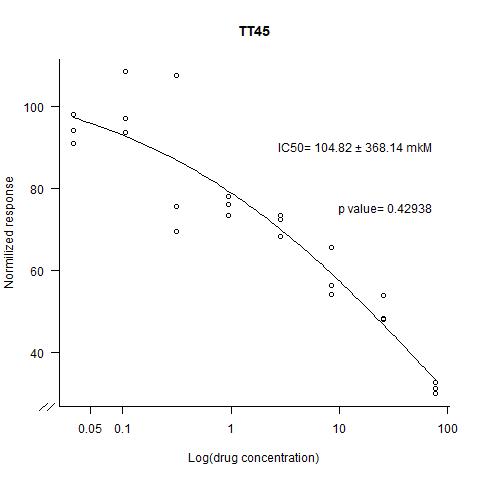 TT45
100
80
60
40
Normilized response
IC50= 104.82 ± 368.14 mkM
p value= 0.42938
0.05 0.1 1 10 100
Log(drug concentration)